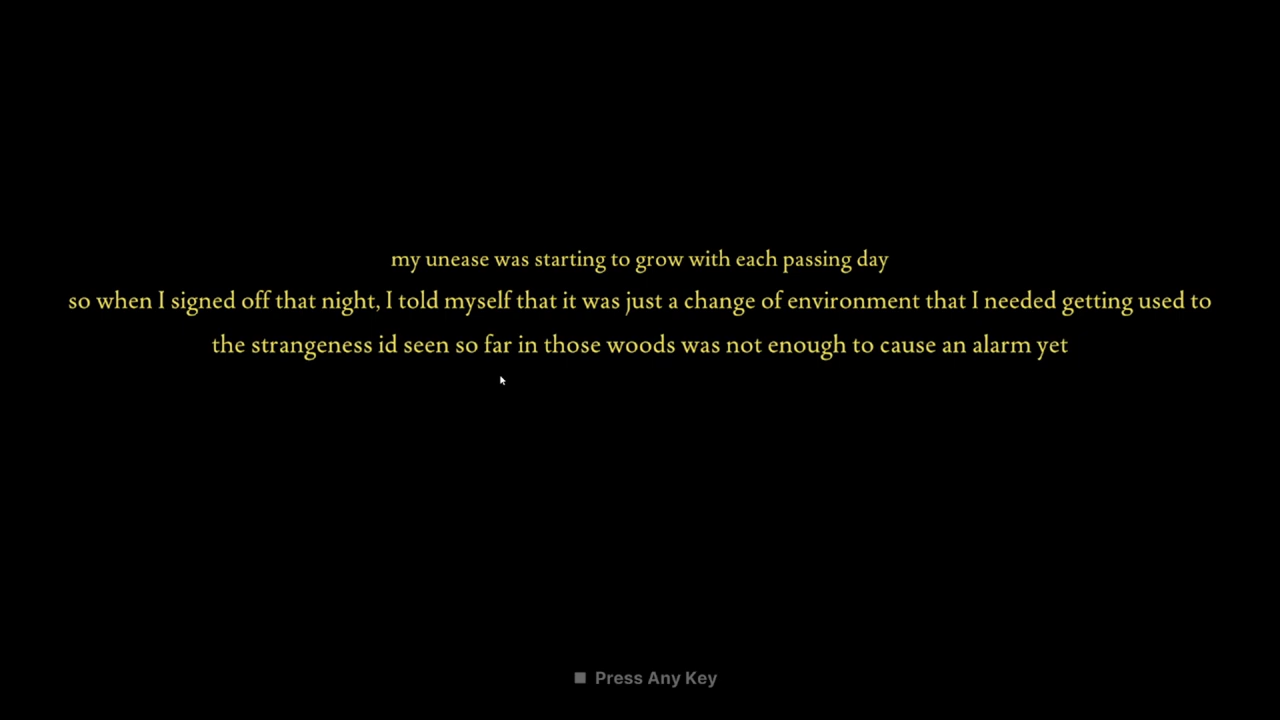 my unease was starting to grow with each passing day
so when I signed off that night, I told myself that it was just a change of environment that I needed getting used to
the strangeness id seen so far in those woods was not enough to cause an alarm yet
Press Any Key